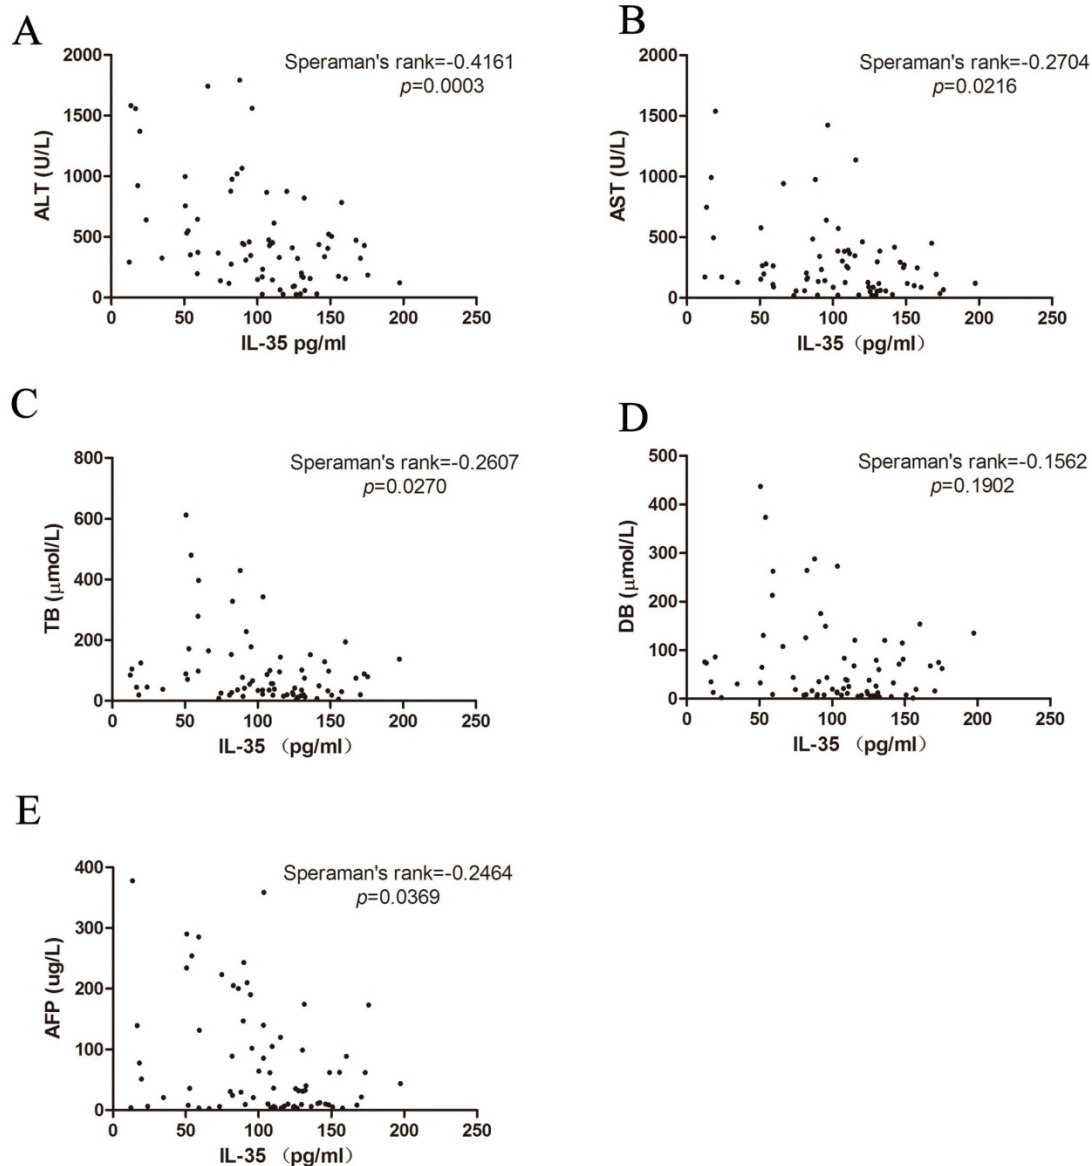 A
Speraman's rank=-0.4161
p=0.0003
ALT (U/L)
2000
1500
1000
500
0
0 50 100 150 200 250
IL-35 pg/ml
B
Speraman's rank=-0.2704
p=0.0216
AST (U/L)
2000
1500
1000
500
0
0 50 100 150 200 250
IL-35 （pg/ml）
C
Speraman's rank=-0.2607
p=0.0270
TB (μmol/L)
800
600
400
200
0
0 50 100 150 200 250
IL-35 （pg/ml）
D
Speraman's rank=-0.1562
p=0.1902
DB (μmol/L)
500
400
300
200
100
0
0 50 100 150 200 250
IL-35 （pg/ml）
E
Speraman's rank=-0.2464
p=0.0369
AFP (ug/L)
400
300
200
100
0
0 50 100 150 200 250
IL-35 （pg/ml）